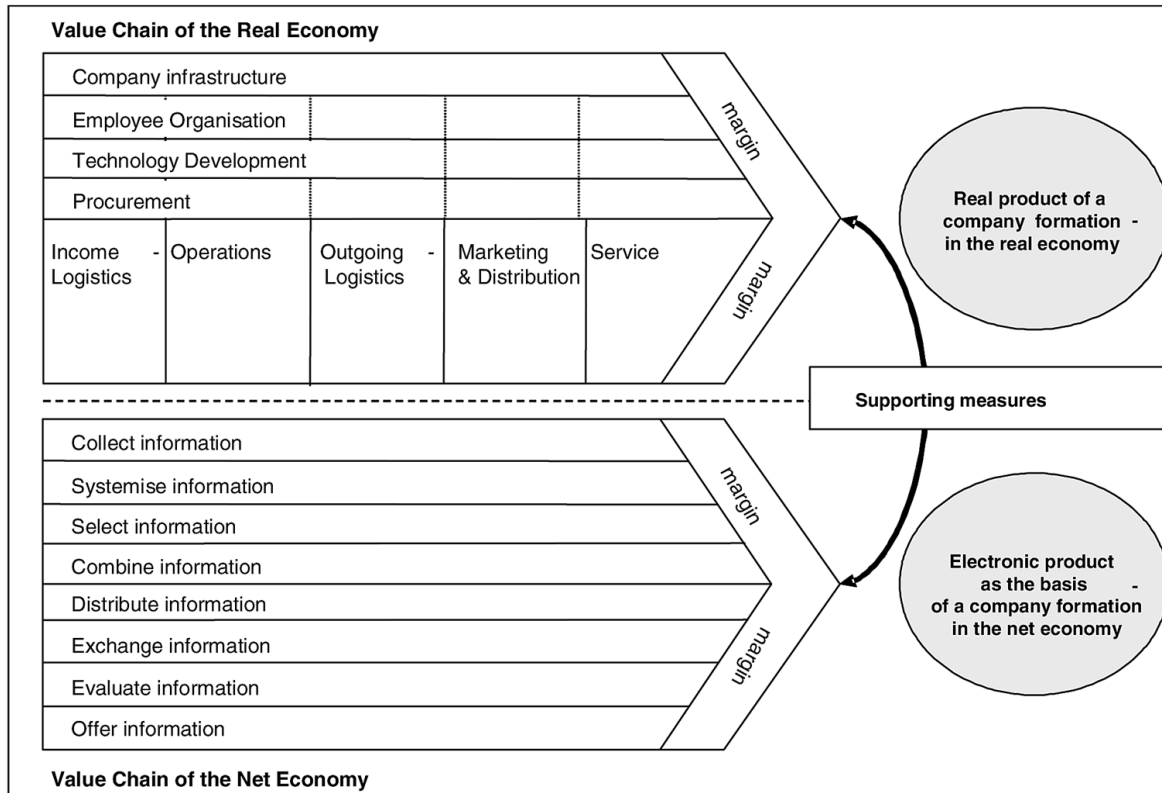 Value Chain of the Real Economy
Company infrastructure
Employee Organisation
Technology Development
Procurement
Income -
Logistics
Operations
Outgoing -
Logistics
Marketing
& Distribution
Service
margin
margin
Real product of a
company formation -
in the real economy
Supporting measures
Collect information
Systemise information
Select information
Combine information
Distribute information
Exchange information
Evaluate information
Offer information
margin
margin
Electronic product
as the basis -
of a company formation
in the net economy
Value Chain of the Net Economy